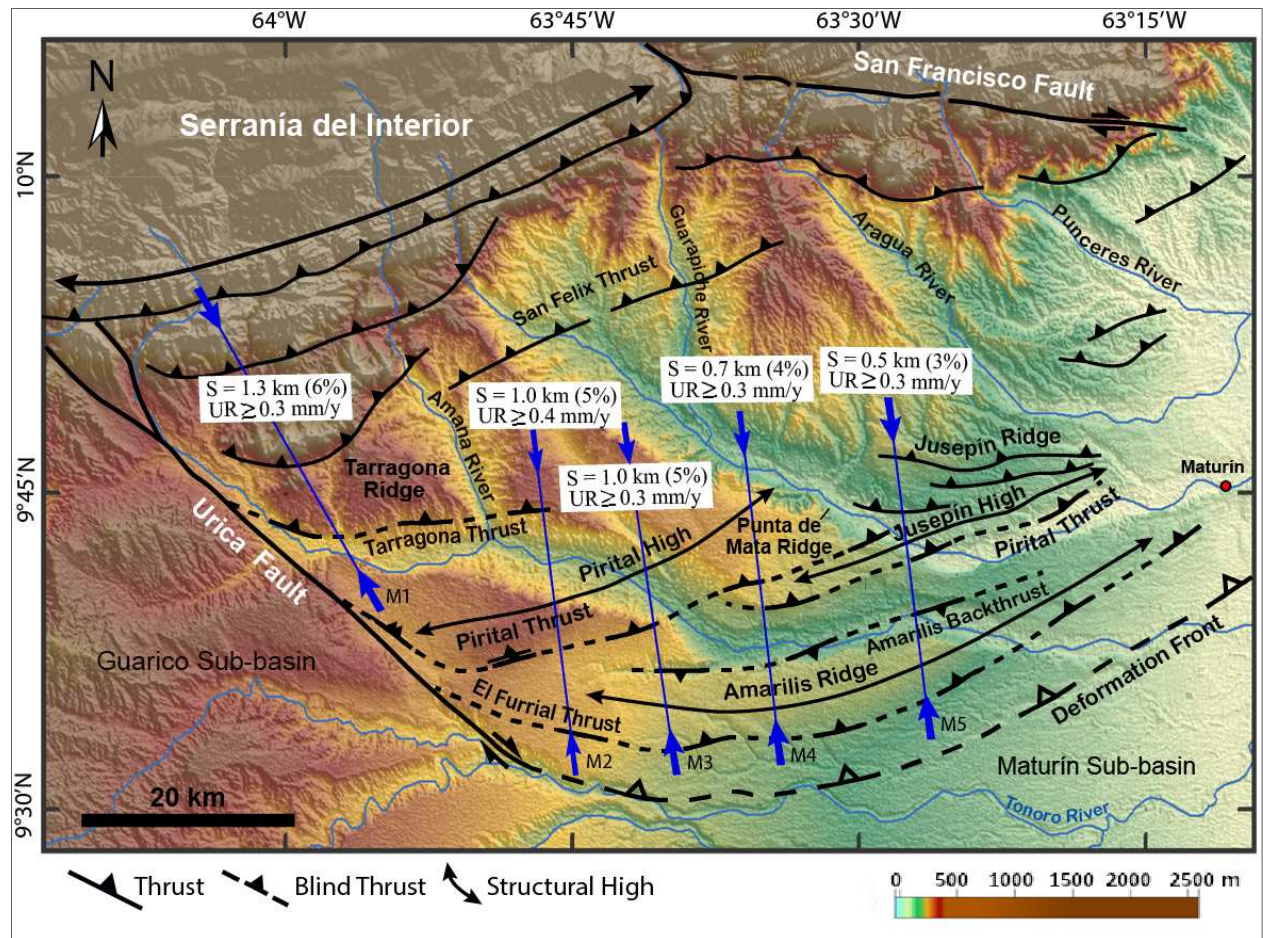 64°W
63°45'W
63°30'W
63°15'W
N
San Francisco Fault
Serranía del Interior
10°N
Guarapiche River
Aragua River
Punceres River
San Felix Thrust
S = 1.3 km (6%)
UR ≥ 0.3 mm/y
S = 1.0 km (5%)
UR ≥ 0.4 mm/y
S = 0.7 km (4%)
UR ≥ 0.3 mm/y
S = 0.5 km (3%)
UR ≥ 0.3 mm/y
Amana River
Tarragona
Ridge
S = 1.0 km (5%)
UR ≥ 0.3 mm/y
Jusepín Ridge
Maturín
9°45'N
Urica Fault
Tarragona Thrust
Pirital High
Punta de
Mata Ridge
Jusepín High
Pirital Thrust
M1
Pirital Thrust
Amarilis Backthrust
Guarico Sub-basin
El Furrial Thrust
Amarilis Ridge
Deformation Front
M2
M3
M4
M5
Maturín Sub-basin
Tonoro River
9°30'N
20 km
Thrust
Blind Thrust
Structural High
0 500 1000 1500 2000 2500 m